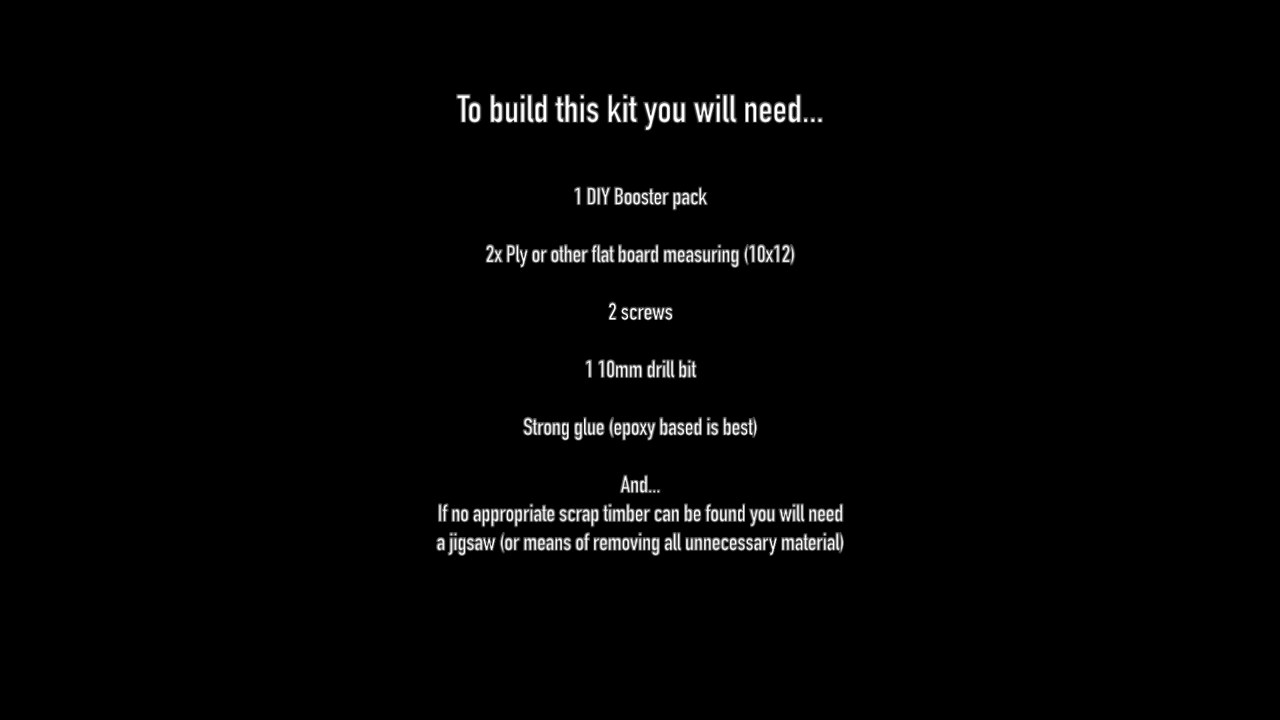 To build this kit you will need...
1 DIY Booster pack
2x Ply or other flat board measuring (10x12)
2 screws
1 10mm drill bit
Strong glue (epoxy based is best)
And...
If no appropriate scrap timber can be found you will need
a jigsaw (or means of removing all unnecessary material)